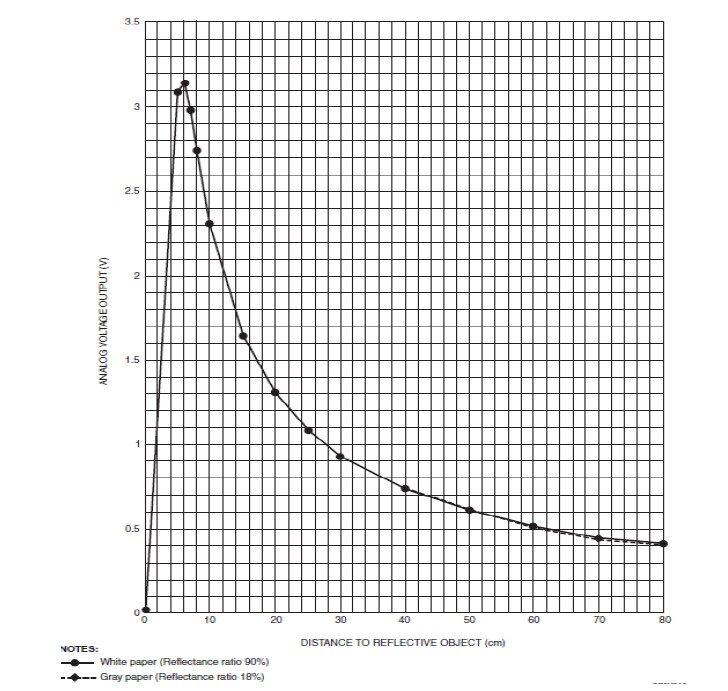 3.5
3
2.5
2
1.5
1
0.5
0
ANALOG VOLTAGE OUTPUT (V)
0 10 20 30 40 50 60 70 80
DISTANCE TO REFLECTIVE OBJECT (cm)
NOTES:
White paper (Reflectance ratio 90%)
Gray paper (Reflectance ratio 18%)